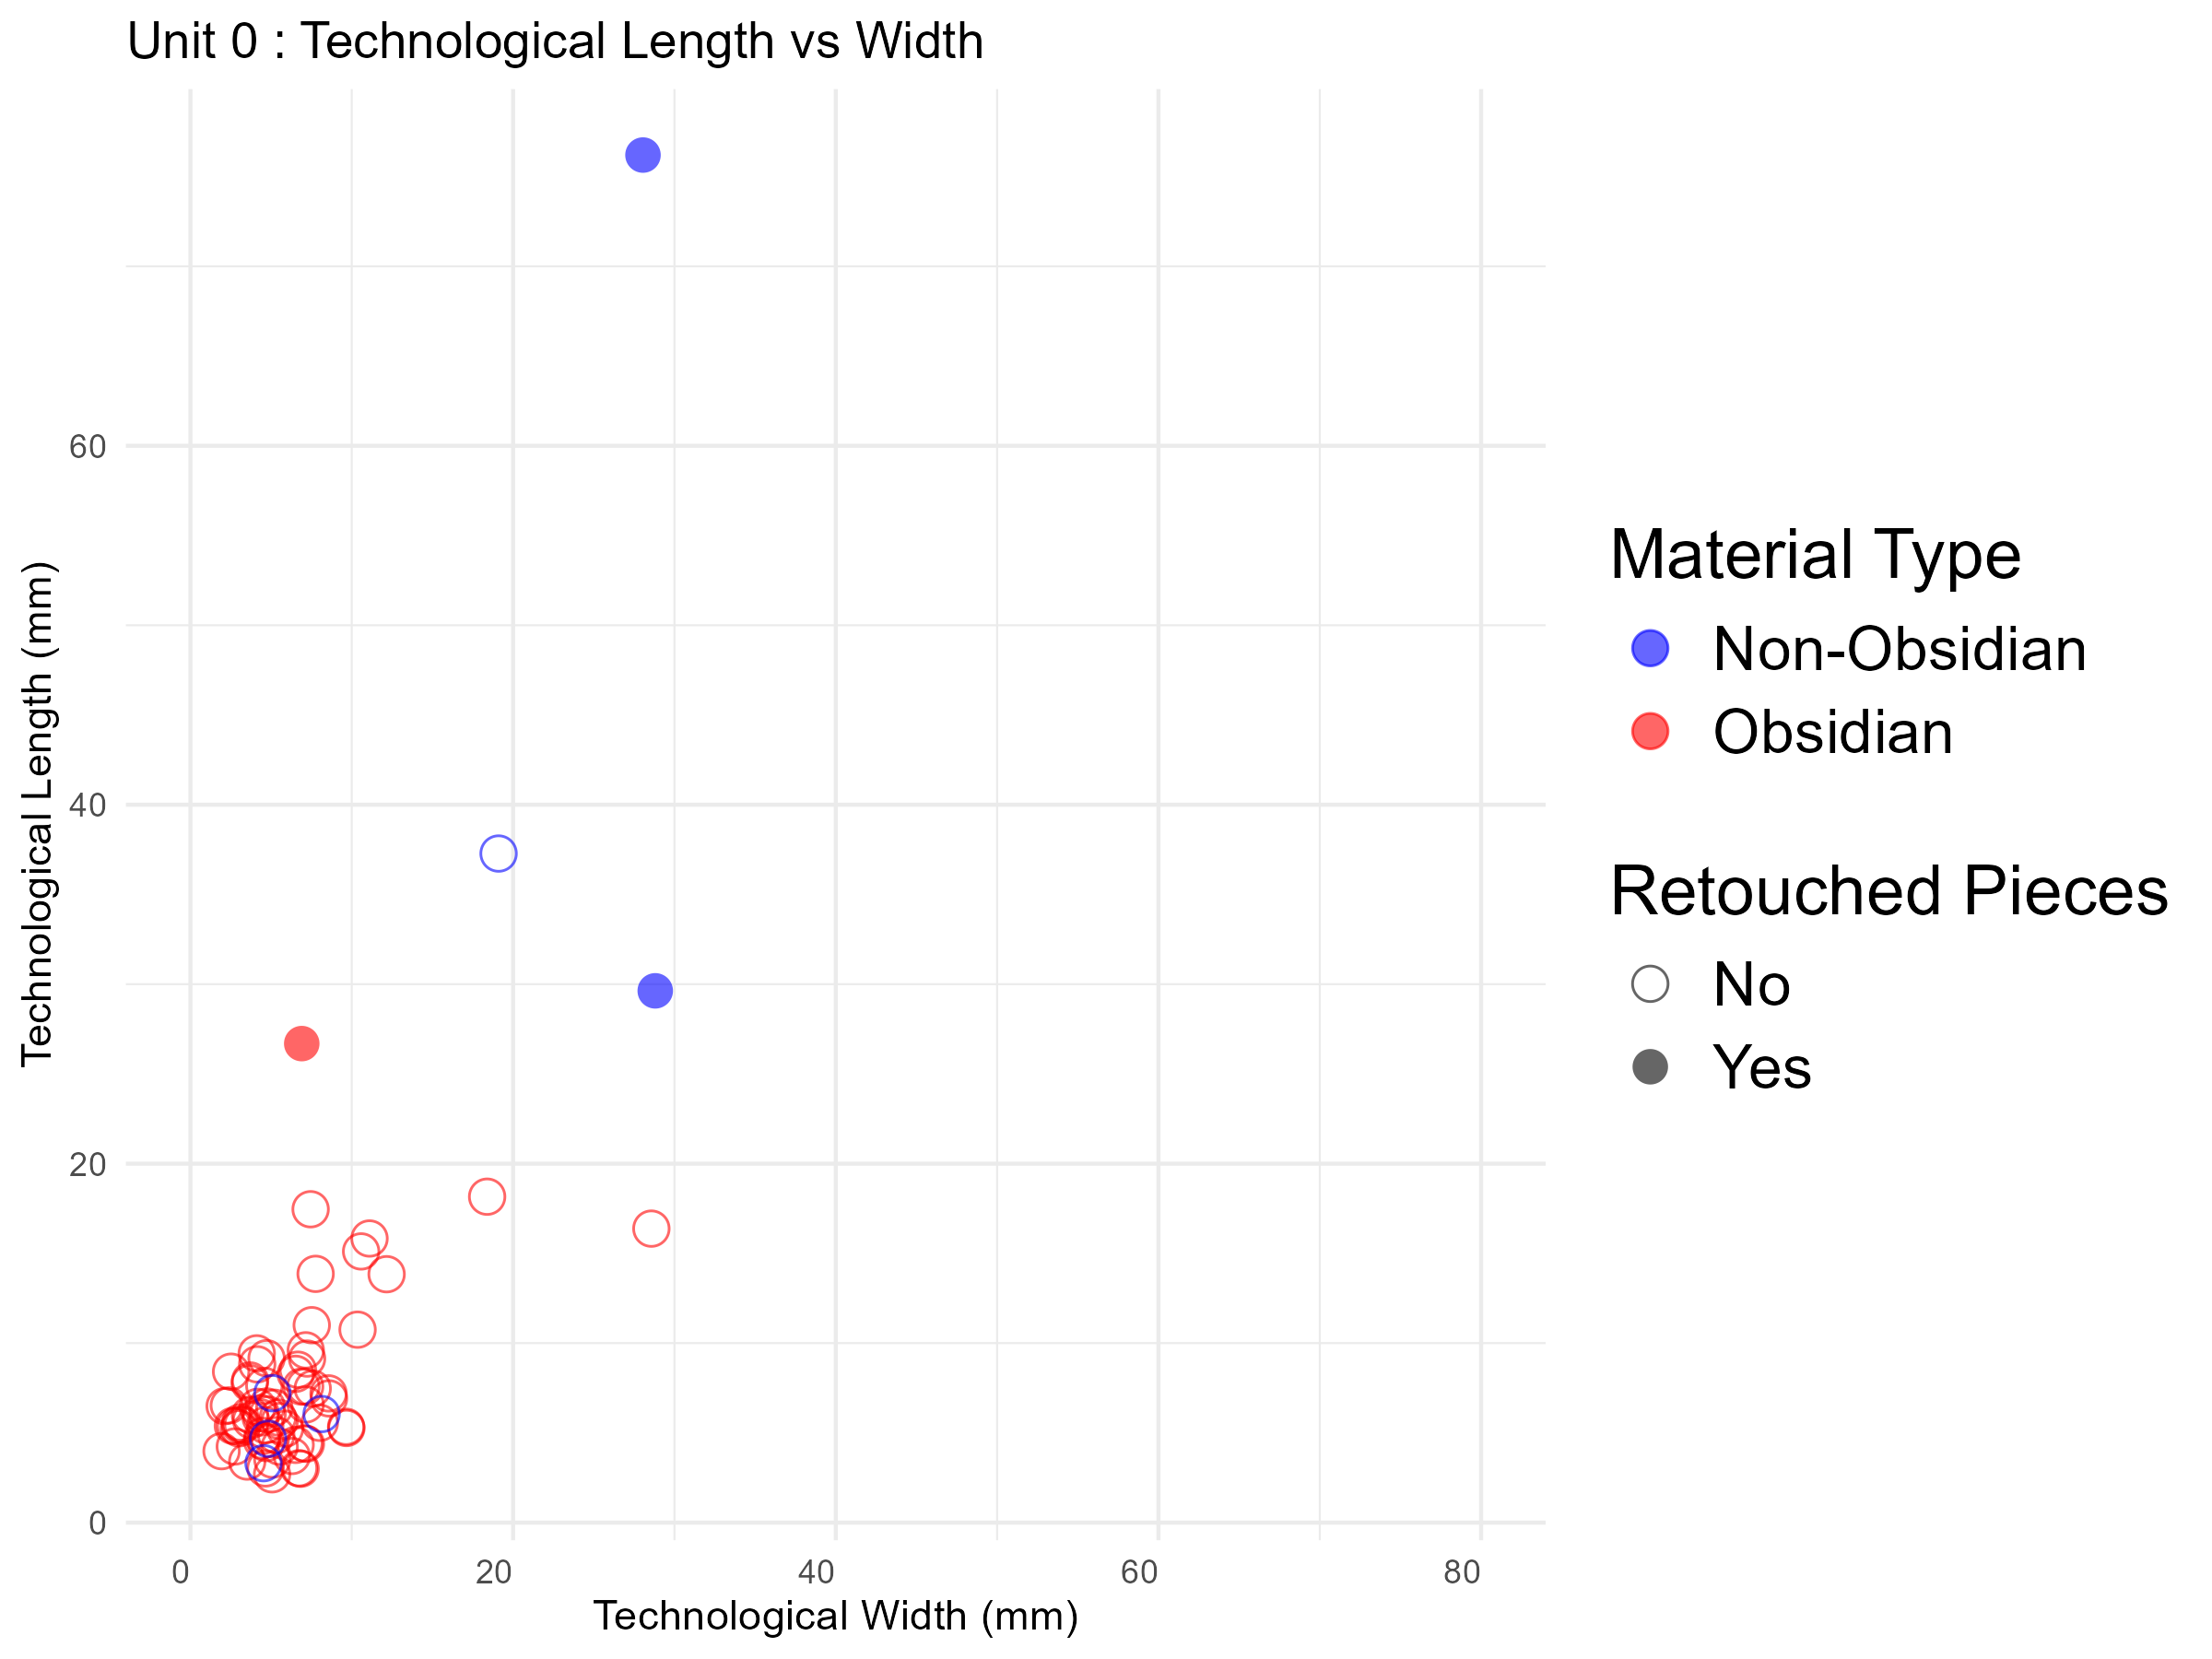 Unit 0 : Technological Length vs Width
Technological Length (mm)
60
40
20
0
0 20 40 60 80
Technological Width (mm)
Material Type
Non-Obsidian
Obsidian
Retouched Pieces
No
Yes